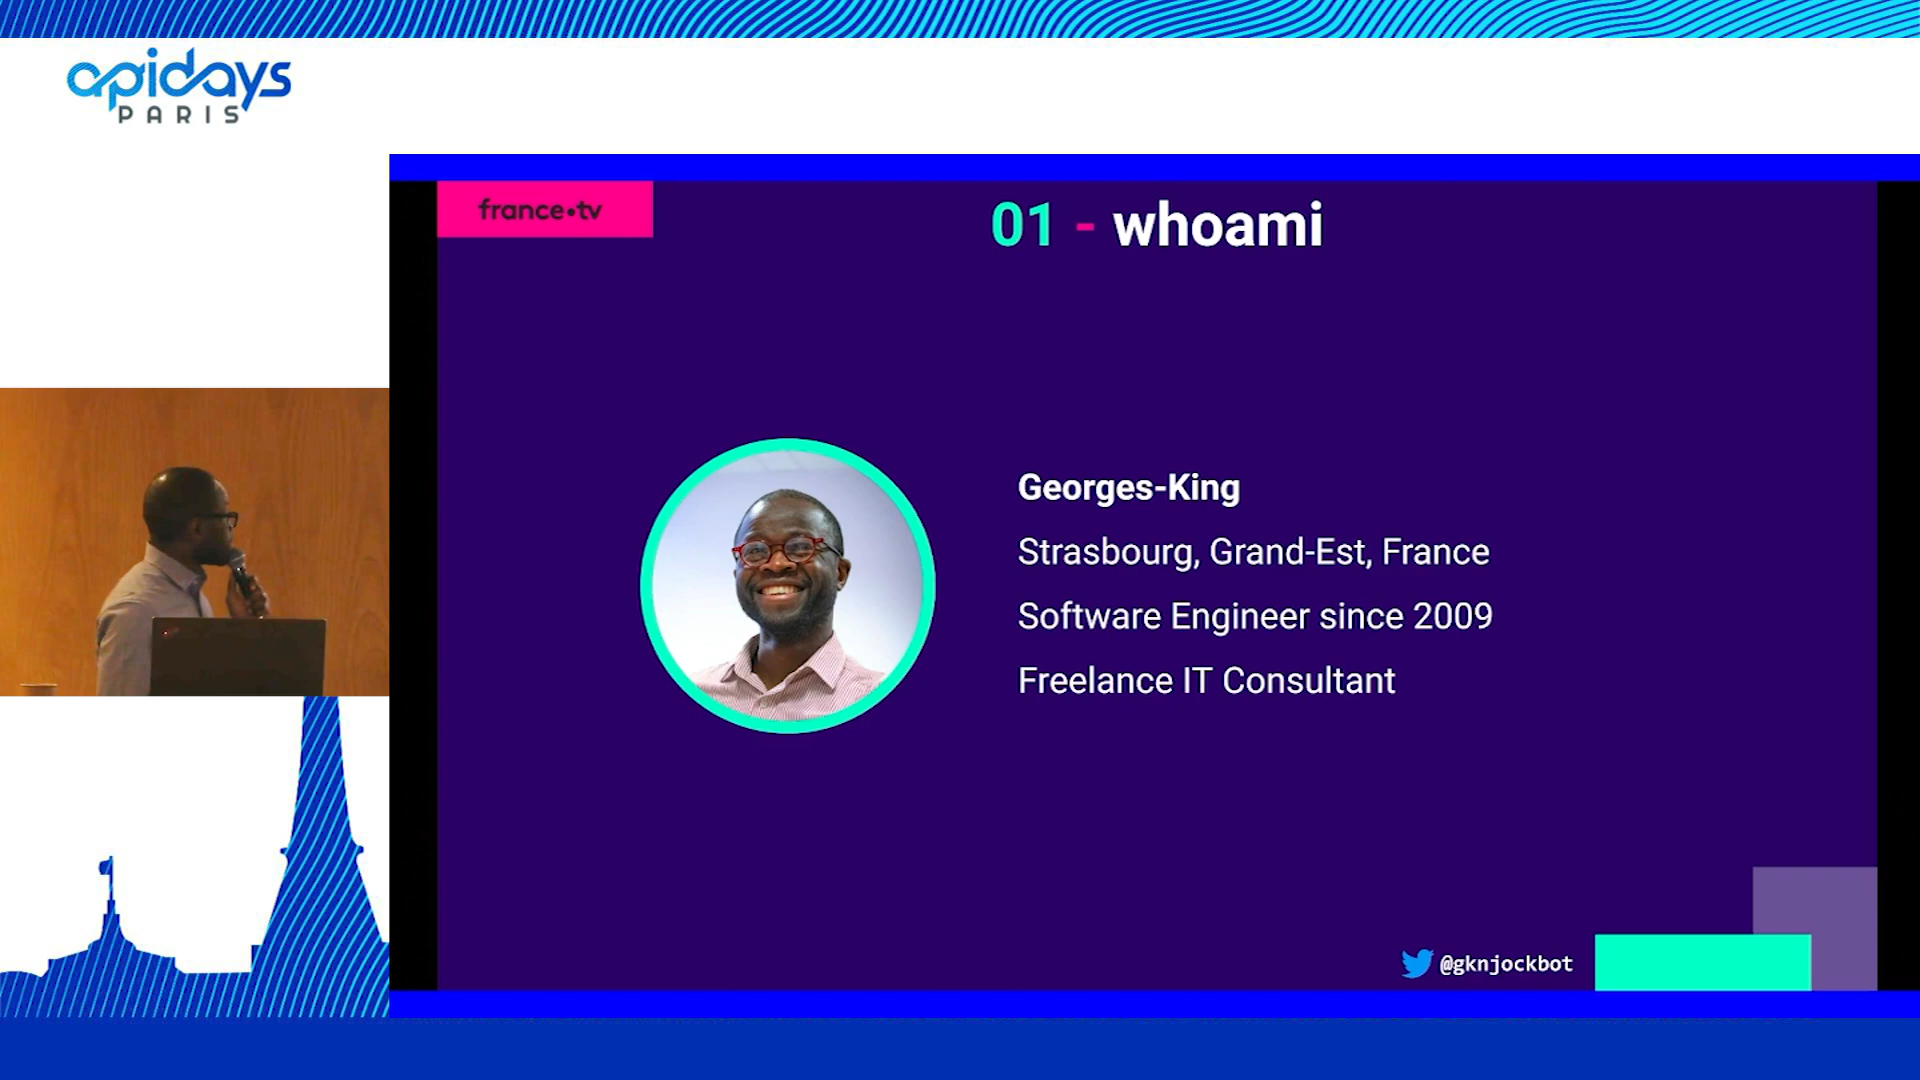 apidays
PARIS
france•tv
01 - whoami
Georges-King
Strasbourg, Grand-Est, France
Software Engineer since 2009
Freelance IT Consultant
@gknjockbot